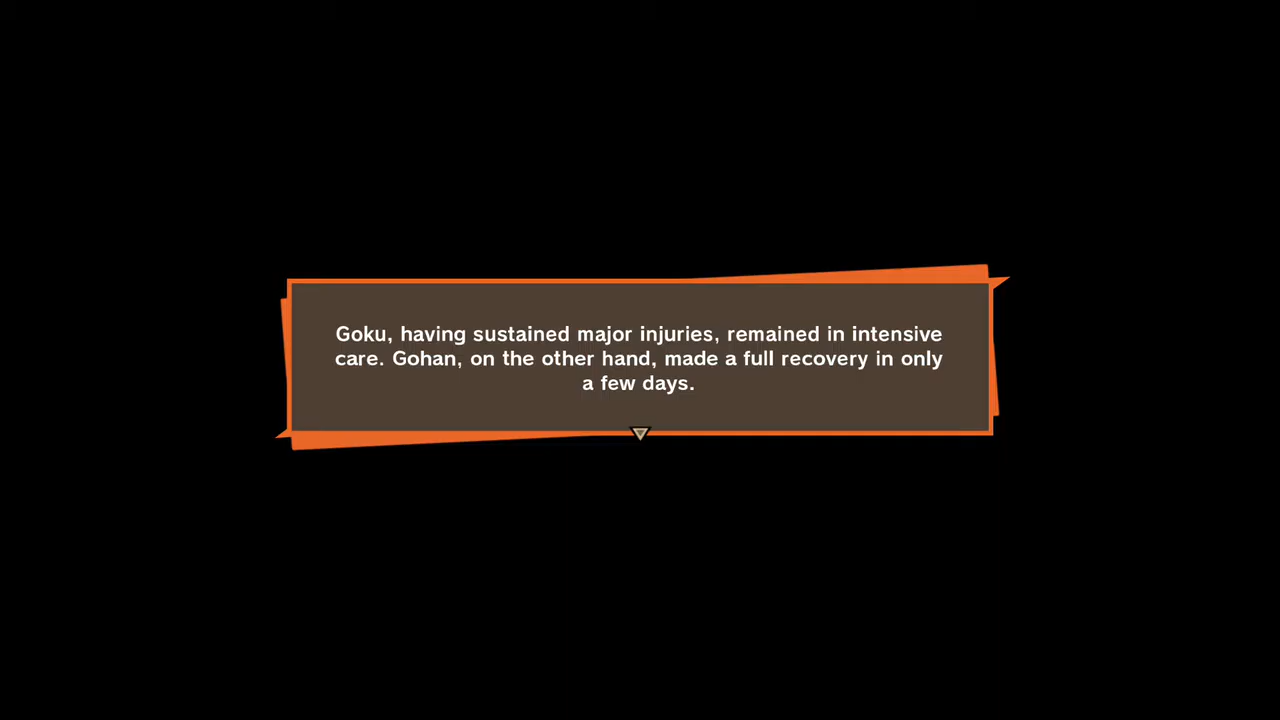 Goku, having sustained major injuries, remained in intensive
care. Gohan, on the other hand, made a full recovery in only
a few days.